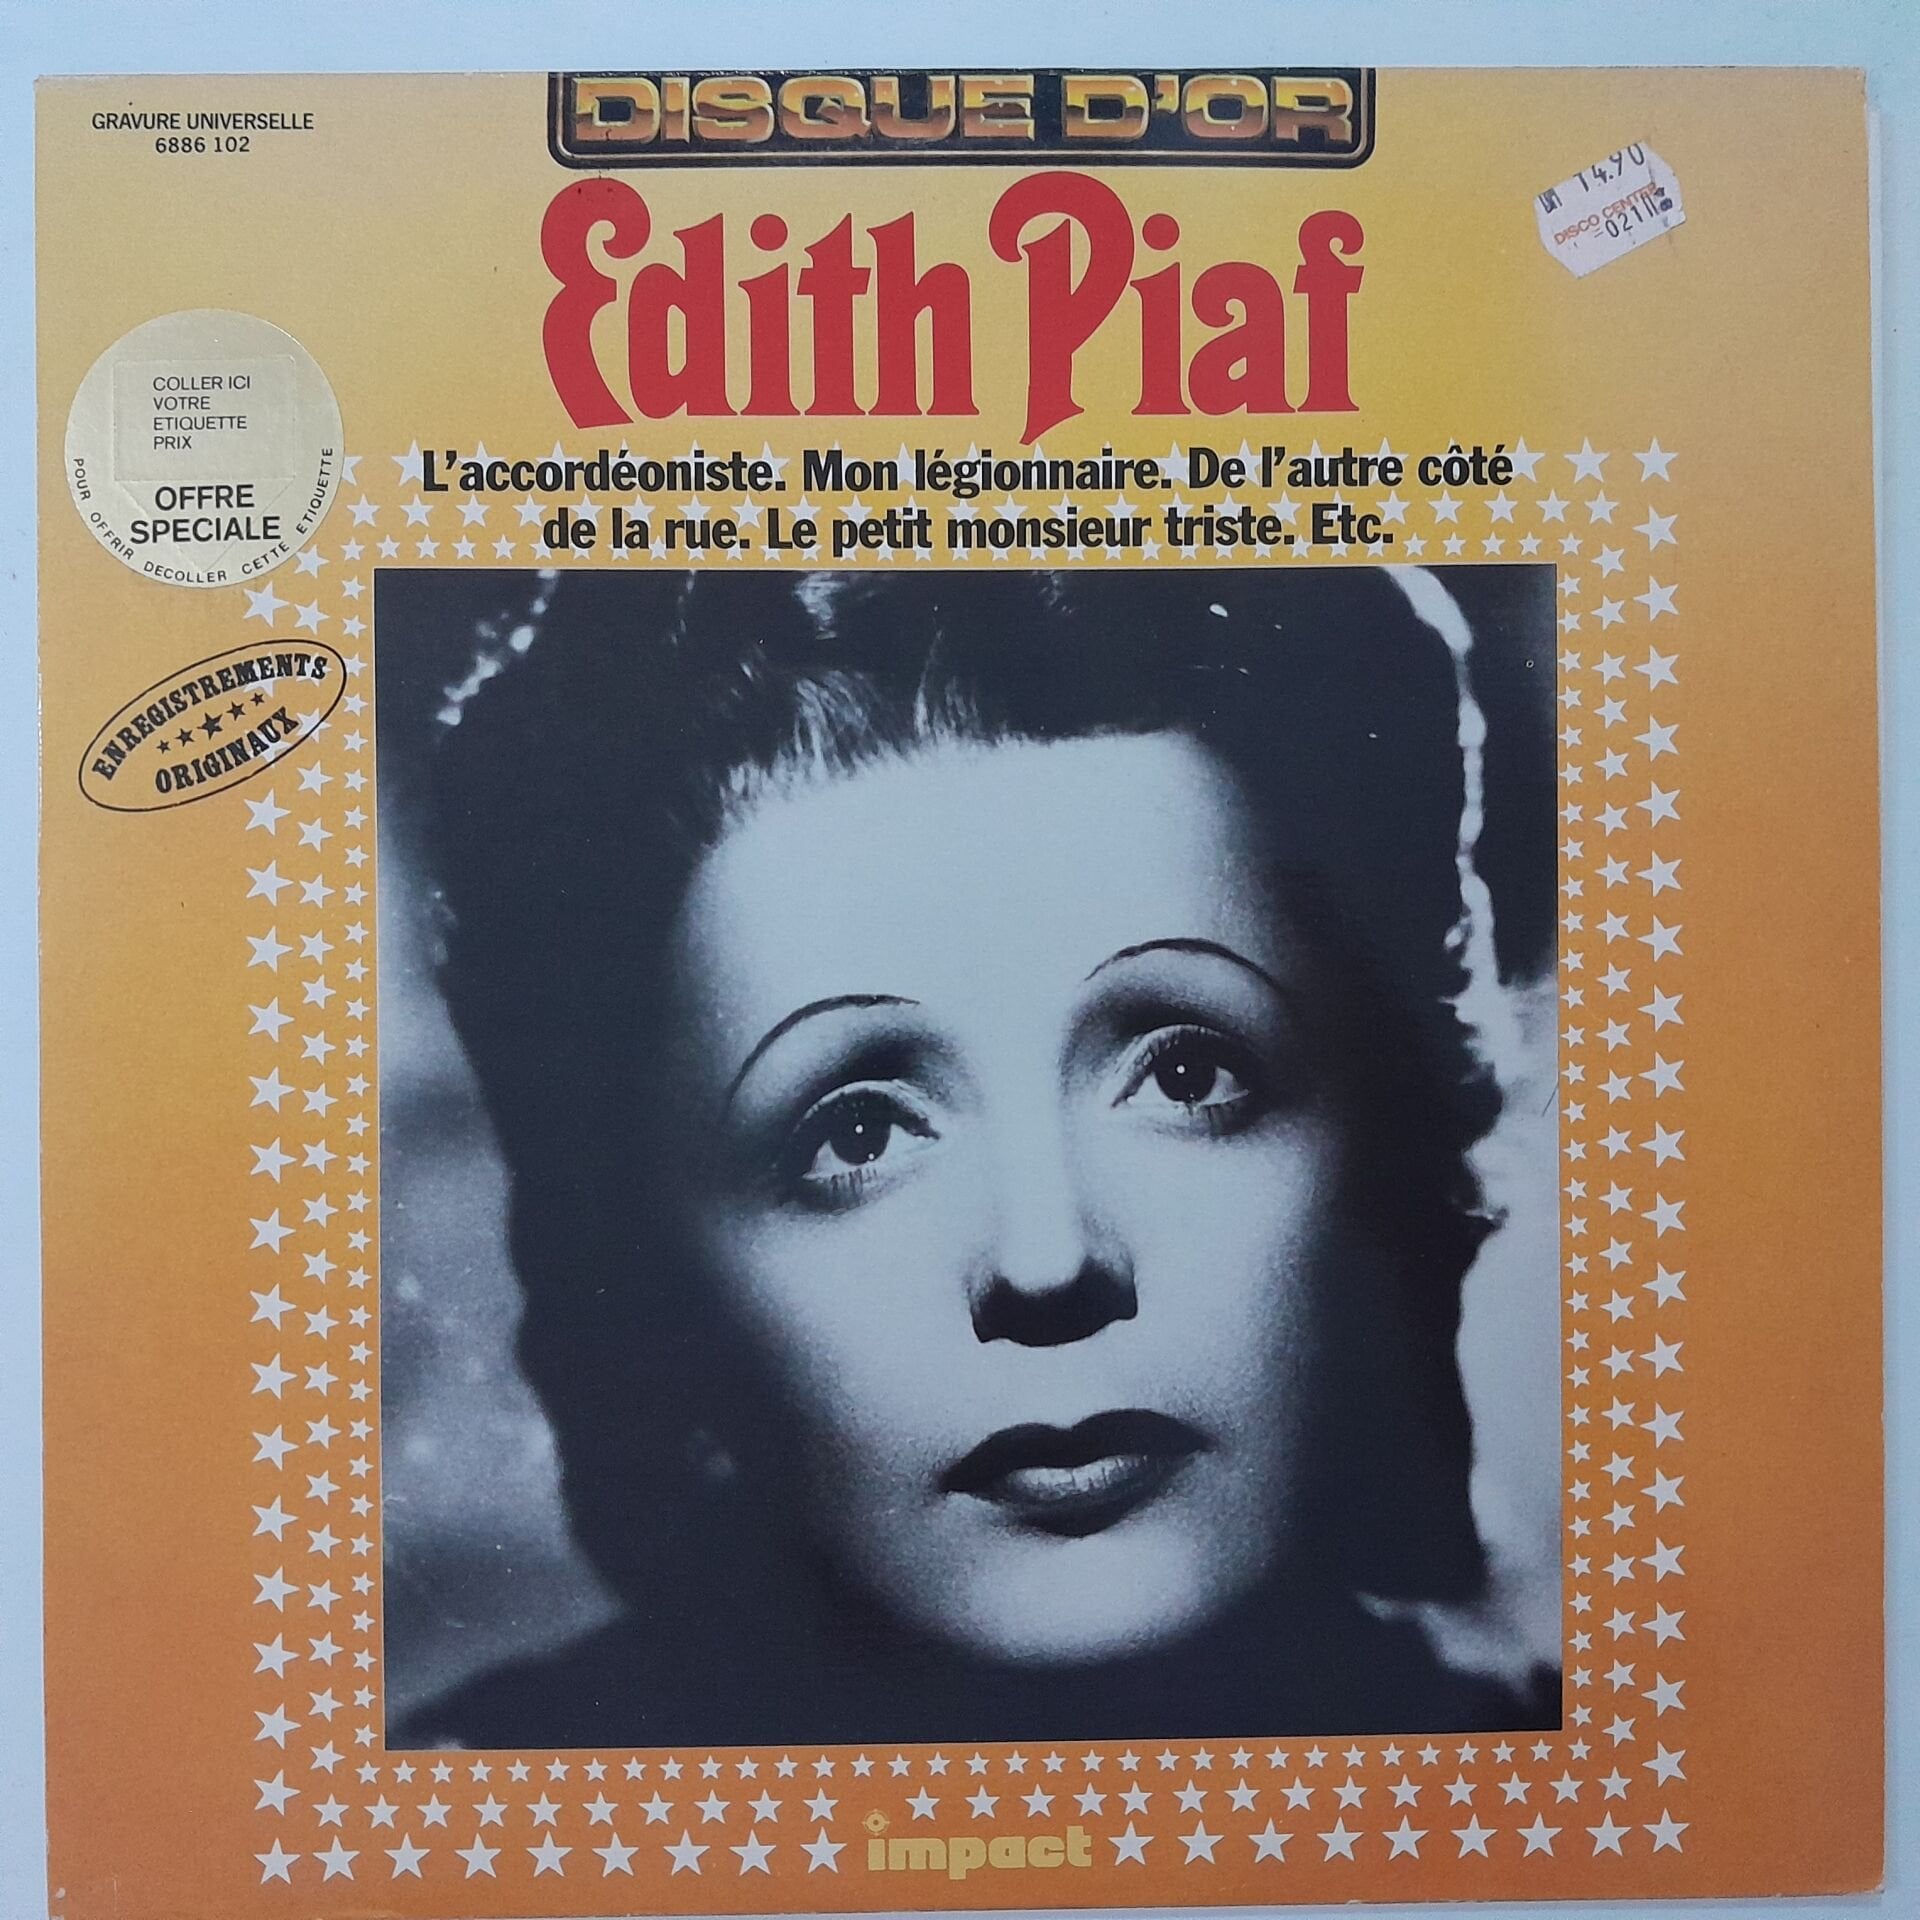 DISQUE D'OR
GRAVURE UNIVERSELLE
6886 102
14.90
DISCO CENTER
Edith Piaf
COLLER ICI
VOTRE
ETIQUETTE
PRIX
OFFRE
SPECIALE
POUR OFFRIR DECOLLER CETTE ETIQUETTE
L'accordéoniste. Mon légionnaire. De l'autre côté
de la rue. Le petit monsieur triste. Etc.
ENREGISTREMENTS
ORIGINAUX
impact